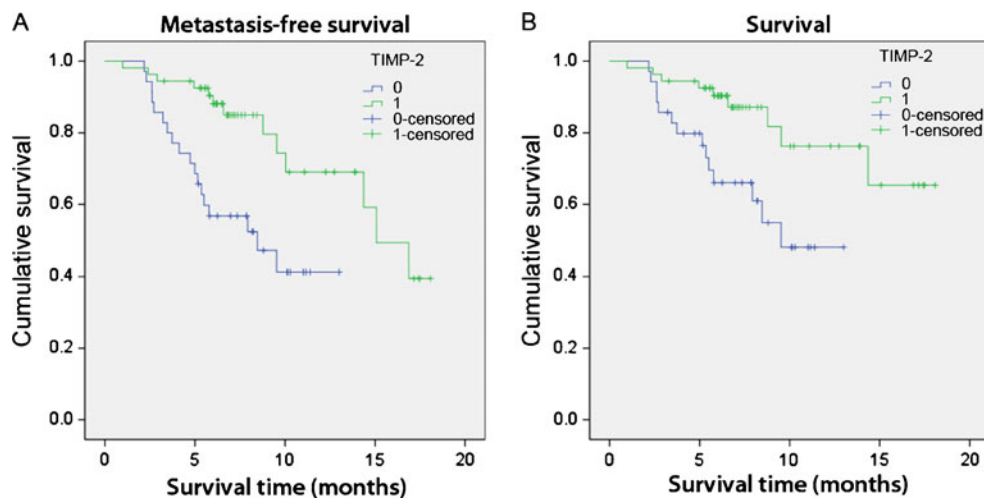 A
Metastasis-free survival
TIMP-2
0
1
0-censored
1-censored
1.0
0.8
0.6
0.4
0.2
0.0
Cumulative survival
0 5 10 15 20
Survival time (months)
B
Survival
TIMP-2
0
1
0-censored
1-censored
1.0
0.8
0.6
0.4
0.2
0.0
Cumulative survival
0 5 10 15 20
Survival time (months)